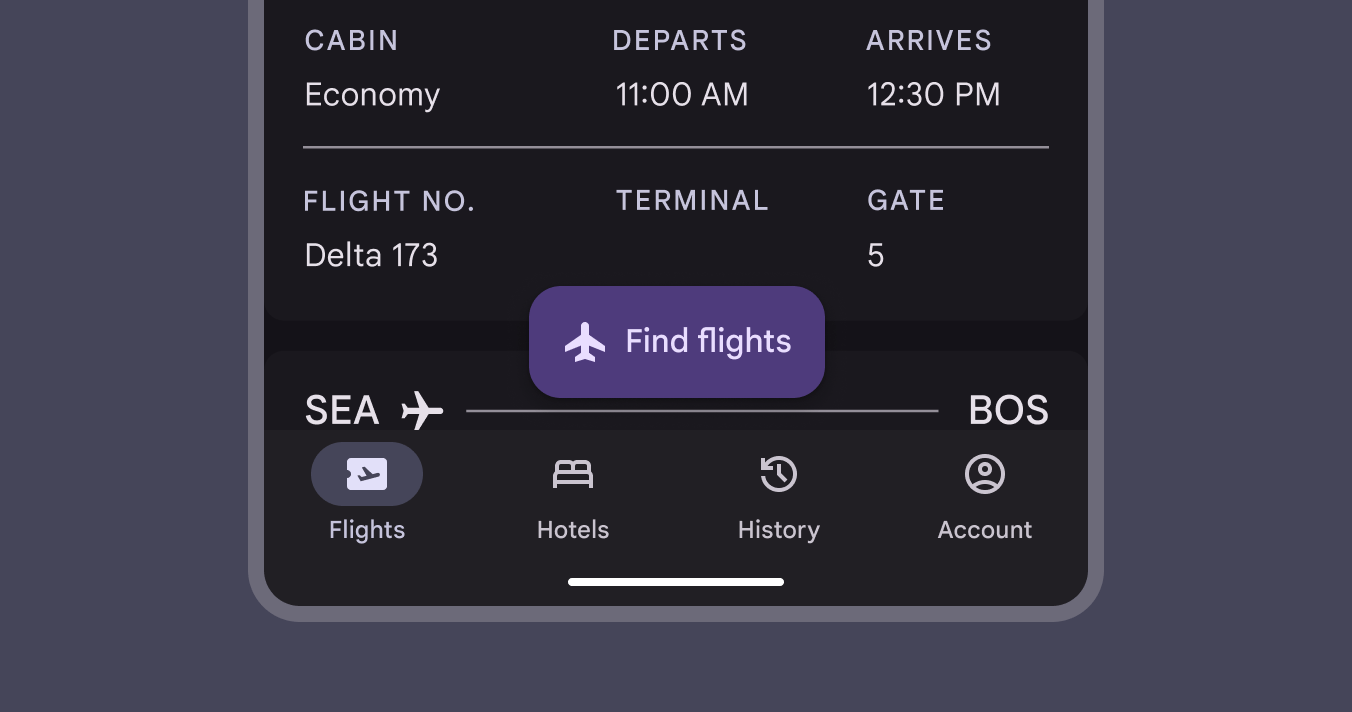 CABIN DEPARTS ARRIVES
Economy 11:00 AM 12:30 PM
FLIGHT NO. TERMINAL GATE
Delta 173 5
Find flights
SEA BOS
Flights Hotels History Account